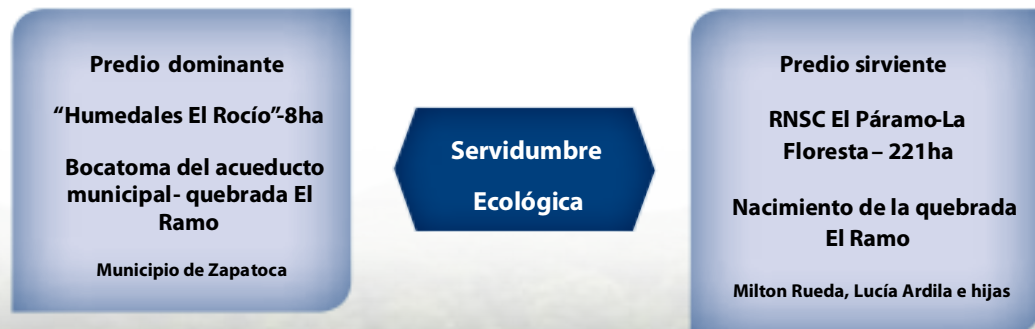 Predio dominante
“Humedales El Rocío”-8ha
Bocatoma del acueducto
municipal- quebrada El
Ramo
Municipio de Zapatoca
Servidumbre
Ecológica
Predio sirviente
RNSC El Páramo-La
Floresta – 221ha
Nacimiento de la quebrada
El Ramo
Milton Rueda, Lucía Ardila e hijas